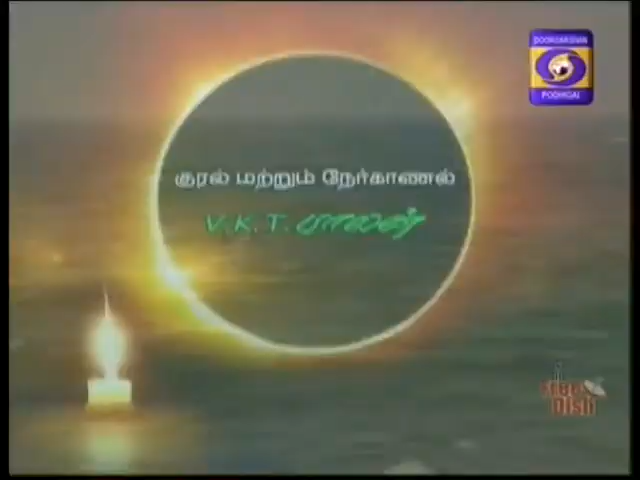 DOORDARSHAN
PODHIGAI
குரல் மற்றும் நேர்காணல்
V.K.T. பாலன்
DISH